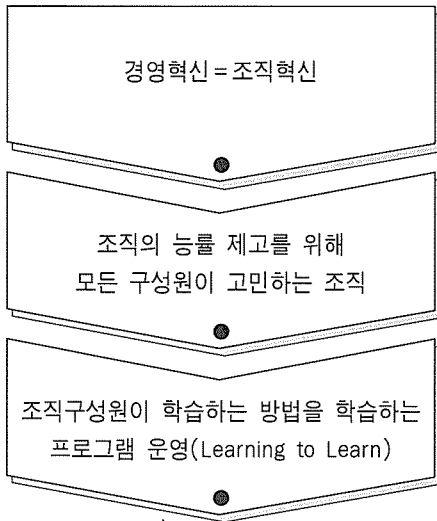 경영혁신＝조직혁신
조직의 능률 제고를 위해
모든 구성원이 고민하는 조직
조직구성원이 학습하는 방법을 학습하는
프로그램 운영(Learning to Learn)